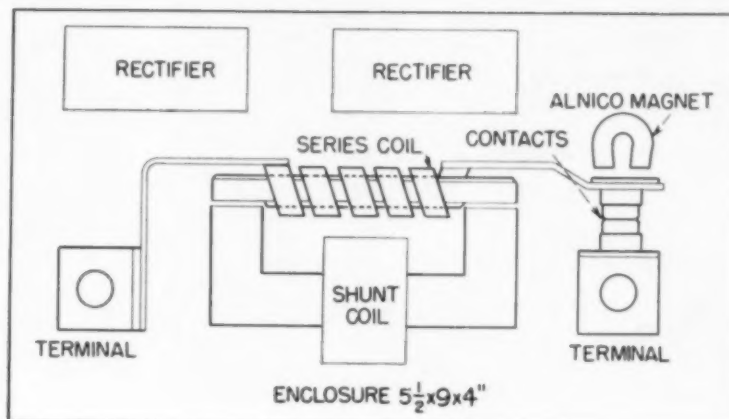 RECTIFIER
RECTIFIER
ALNICO MAGNET
CONTACTS
SERIES COIL
SHUNT
COIL
TERMINAL
TERMINAL
ENCLOSURE 5½x9x4"